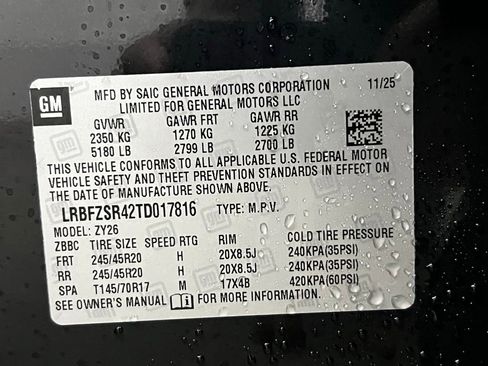 GM
MFD BY SAIC GENERAL MOTORS CORPORATION 11/25
LIMITED FOR GENERAL MOTORS LLC
GVWR GAWR FRT GAWR RR
2350 KG 1270 KG 1225 KG
5180 LB 2799 LB 2700 LB
THIS VEHICLE CONFORMS TO ALL APPLICABLE U.S. FEDERAL MOTOR
VEHICLE SAFETY AND THEFT PREVENTION STANDARDS IN EFFECT ON
THE DATE OF MANUFACTURE SHOWN ABOVE.
LRBFZSR42TD017816 TYPE: M.P.V.
MODEL: ZY26
ZBBC TIRE SIZE SPEED RTG RIM COLD TIRE PRESSURE
FRT 245/45R20 H 20X8.5J 240KPA(35PSI)
RR 245/45R20 H 20X8.5J 240KPA(35PSI)
SPA T145/70R17 M 17X4B 420KPA(60PSI)
SEE OWNER'S MANUAL FOR MORE INFORMATION